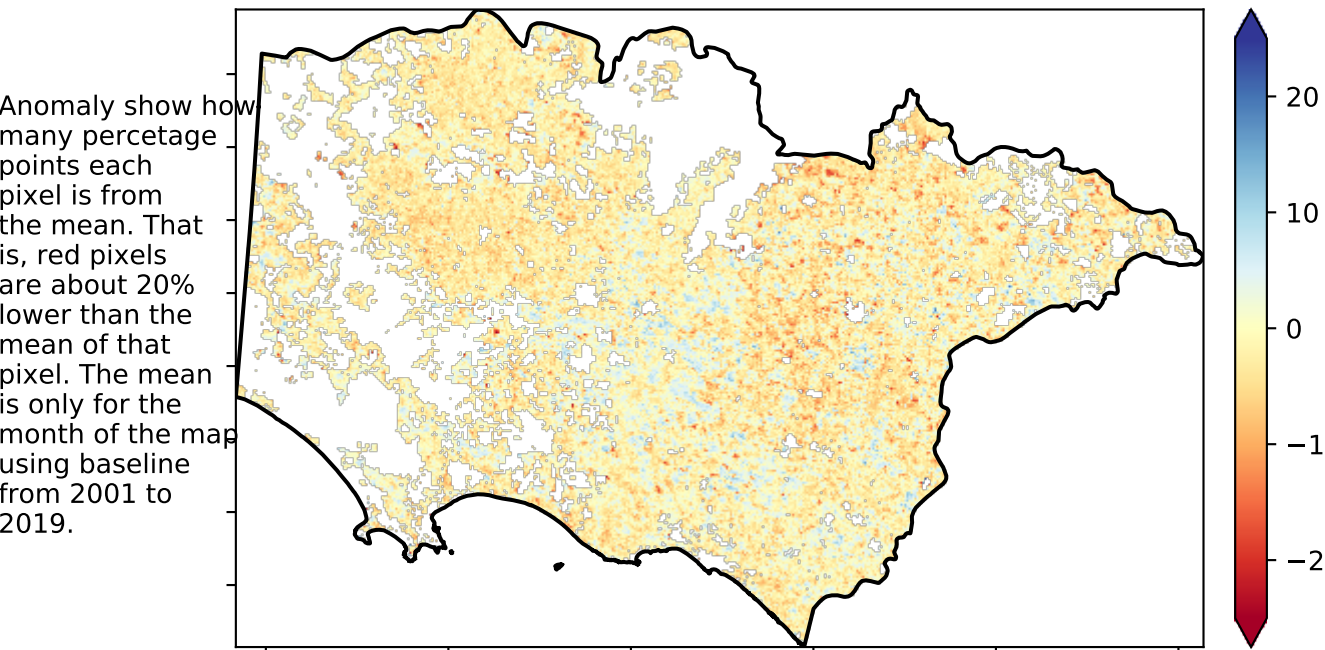 Anomaly show how
many percetage
points each
pixel is from
the mean. That
is, red pixels
are about 20%
lower than the
mean of that
pixel. The mean
is only for the
month of the map
using baseline
from 2001 to
2019.
20
10
0
−1
−2